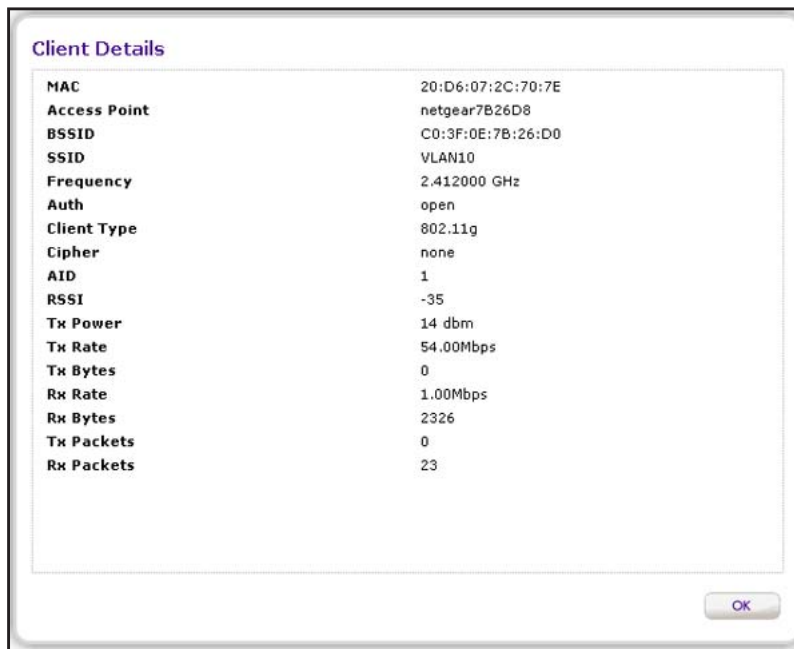 Client Details
MAC 20:D6:07:2C:70:7E
Access Point netgear7B26D8
BSSID C0:3F:0E:7B:26:D0
SSID VLAN10
Frequency 2.412000 GHz
Auth open
Client Type 802.11g
Cipher none
AID 1
RSSI -35
Tx Power 14 dbm
Tx Rate 54.00Mbps
Tx Bytes 0
Rx Rate 1.00Mbps
Rx Bytes 2326
Tx Packets 0
Rx Packets 23
OK